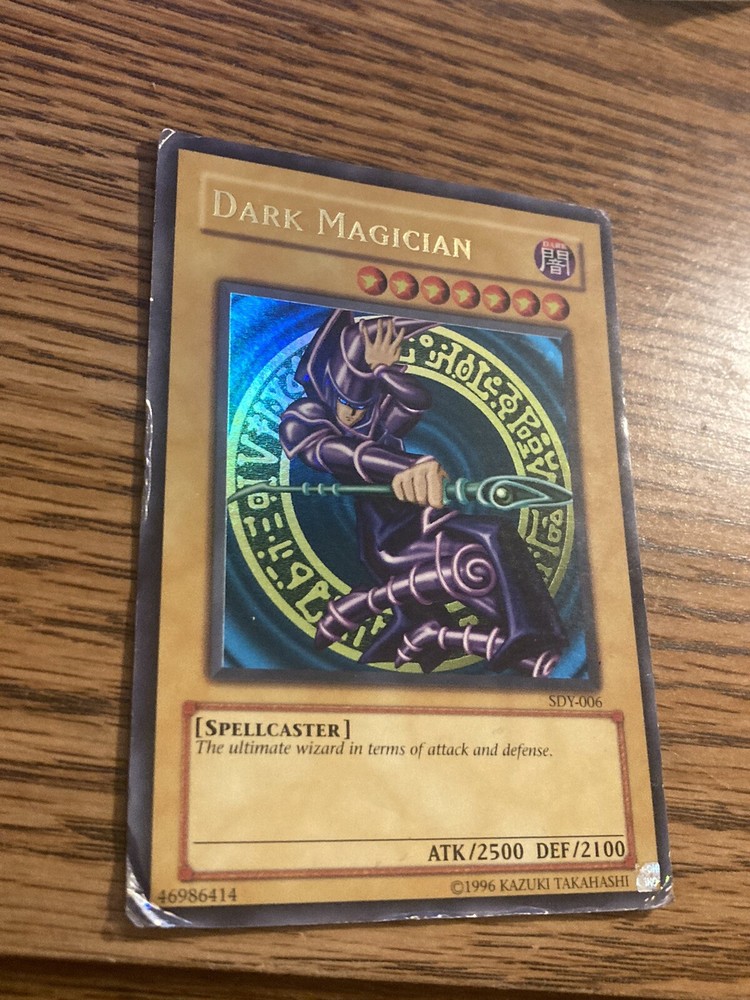 DARK MAGICIAN
DARK
闇
SDY-006
[SPELLCASTER]
The ultimate wizard in terms of attack and defense.
ATK/2500 DEF/2100
46986414
©1996 KAZUKI TAKAHASHI